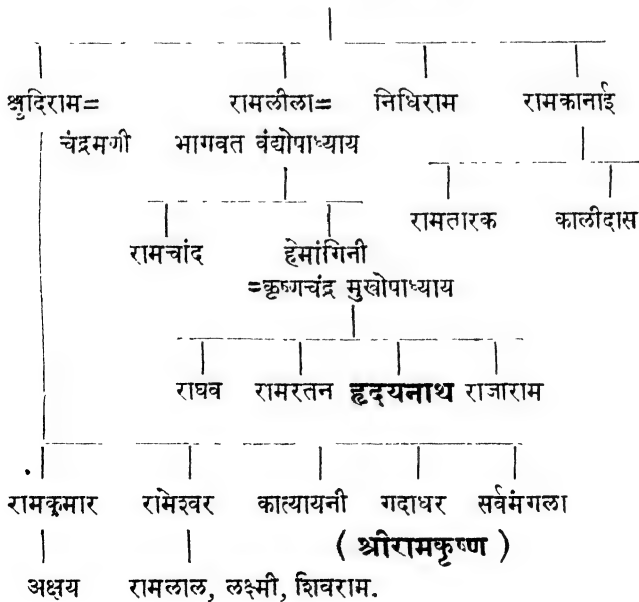 क्षुदिराम= रामलीला= निधिराम रामकानाई
चंद्रमणी भागवत वंद्योपाध्याय
रामतारक कालीदास
रामचांद हेमांगिनी
=कृष्णचंद्र मुखोपाध्याय
राघव रामरतन हृदयनाथ राजाराम
रामकुमार रामेश्वर कात्यायनी गदाधर सर्वमंगला
( श्रीरामकृष्ण )
अक्षय रामलाल, लक्ष्मी, शिवराम.